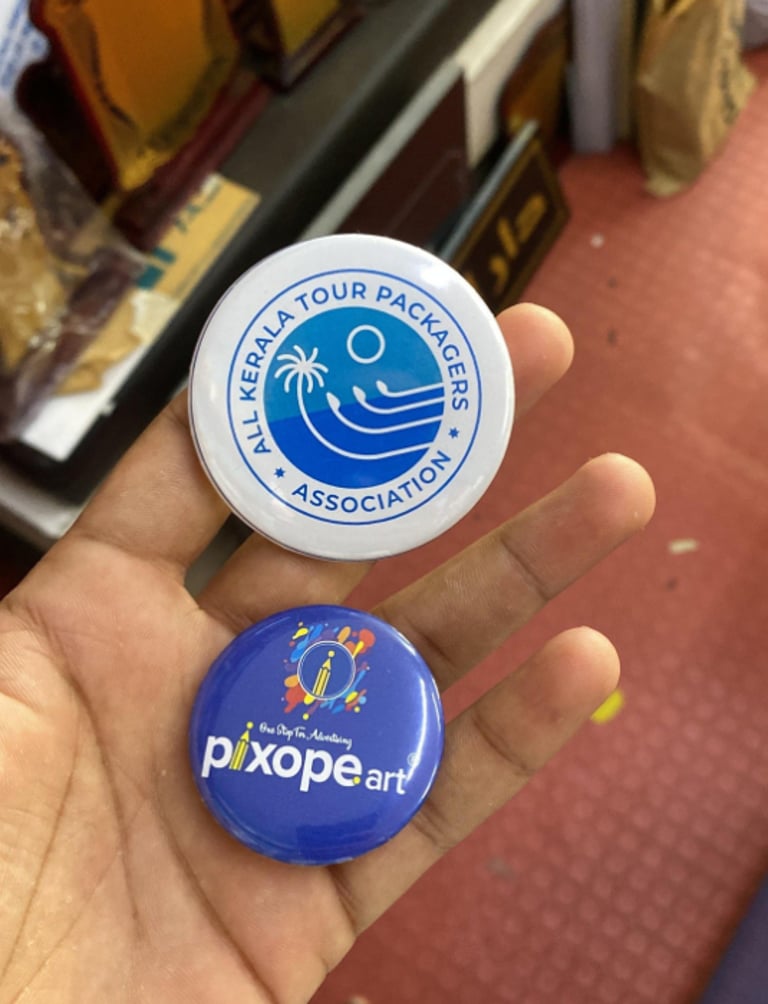 ALL KERALA TOUR PACKAGERS
ASSOCIATION
One Stop For Advertising
pixope.art®